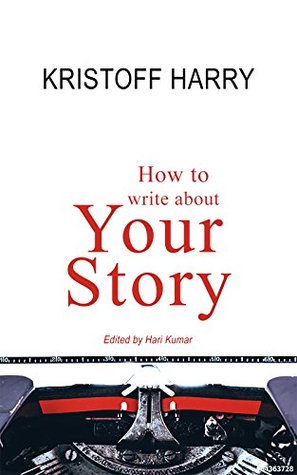 KRISTOFF HARRY
How to
write about
Your
Story
Edited by Hari Kumar